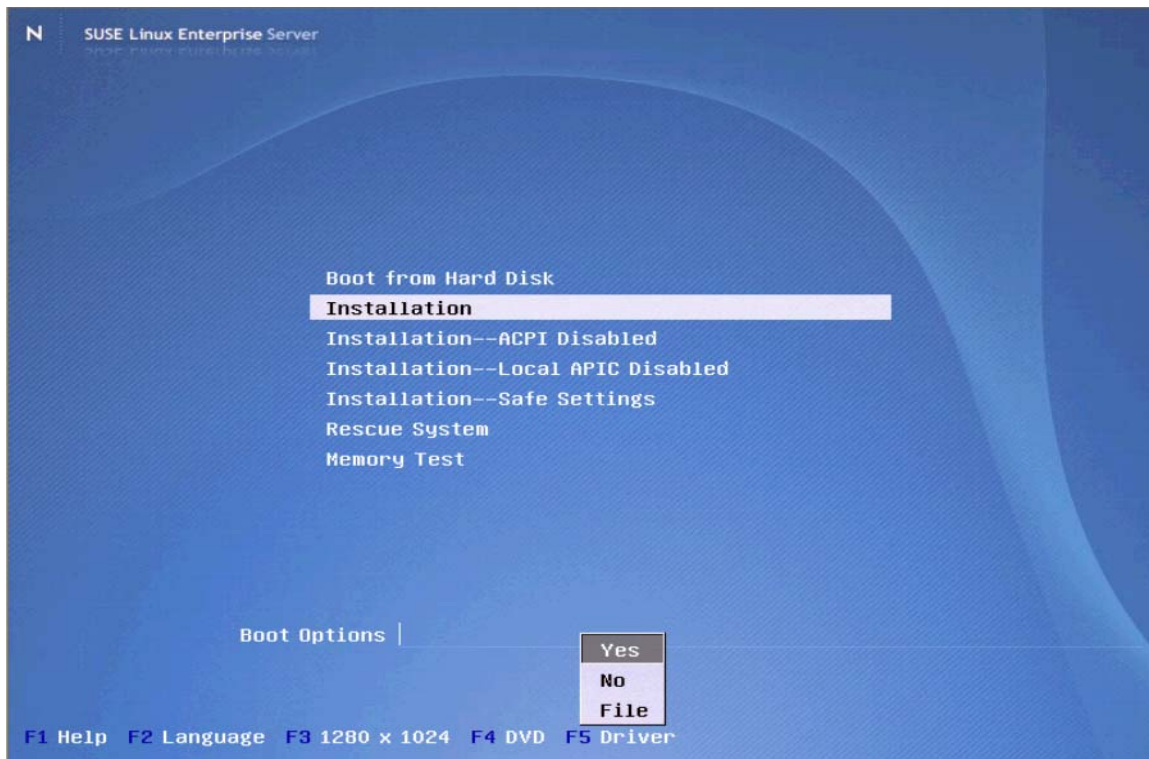 N SUSE Linux Enterprise Server
Boot from Hard Disk
Installation
Installation--ACPI Disabled
Installation--Local APIC Disabled
Installation--Safe Settings
Rescue System
Memory Test
Boot Options
Yes
No
File
F1 Help F2 Language F3 1280 x 1024 F4 DVD F5 Driver